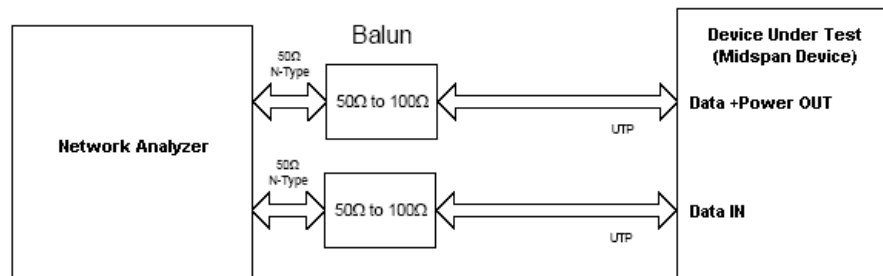 Balun
Device Under Test
(Midspan Device)
50Ω
N-Type
50Ω to 100Ω
Data +Power OUT
UTP
Network Analyzer
50Ω
N-Type
50Ω to 100Ω
Data IN
UTP